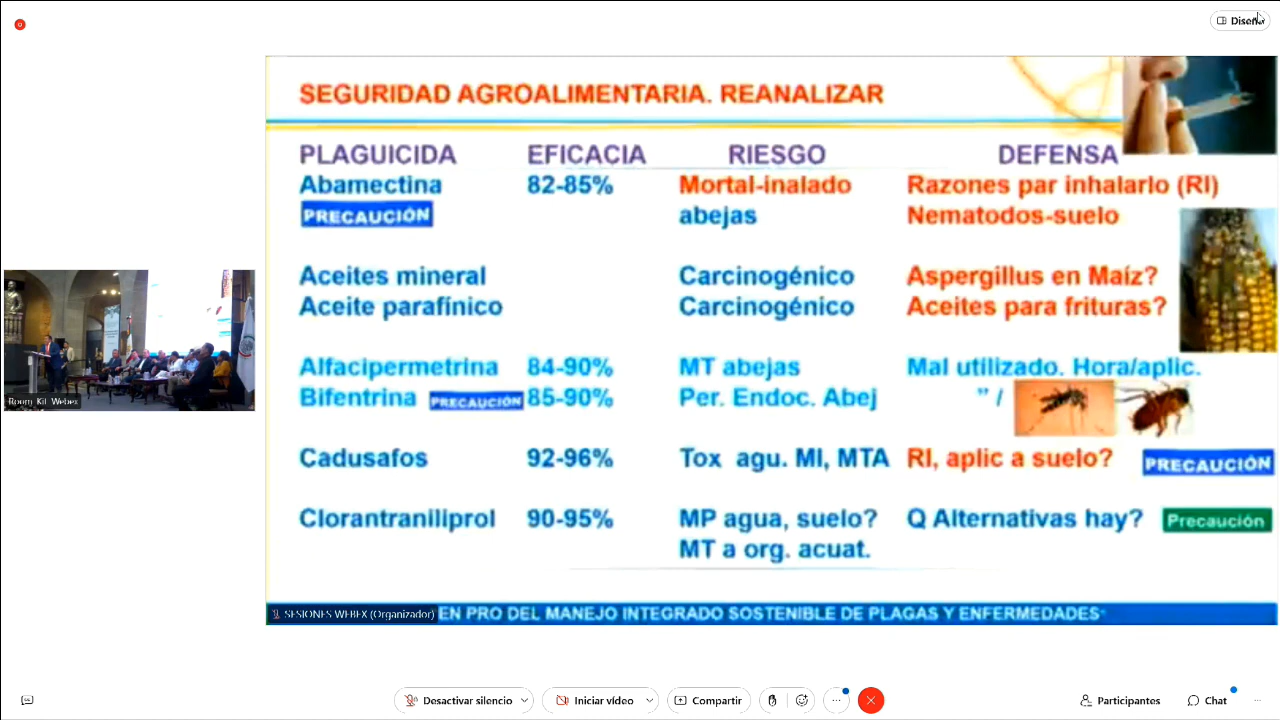 Diseño
SEGURIDAD AGROALIMENTARIA. REANALIZAR
PLAGUICIDA EFICACIA RIESGO DEFENSA
Abamectina 82-85% Mortal-inalado Razones par inhalarlo (RI)
PRECAUCIÓN abejas Nematodos-suelo
Aceites mineral Carcinogénico Aspergillus en Maíz?
Aceite parafínico Carcinogénico Aceites para frituras?
Alfacipermetrina 84-90% MT abejas Mal utilizado. Hora/aplic.
Bifentrina PRECAUCIÓN 85-90% Per. Endoc. Abej " /
Room_Kit_Webex
Cadusafos 92-96% Tox agu. MI, MTA RI, aplic a suelo? PRECAUCIÓN
Clorantraniliprol 90-95% MP agua, suelo? Q Alternativas hay? Precaución
MT a org. acuat.
SESIONES WEBEX (Organizador) EN PRO DEL MANEJO INTEGRADO SOSTENIBLE DE PLAGAS Y ENFERMEDADES
Desactivar silencio Iniciar vídeo Compartir Participantes Chat